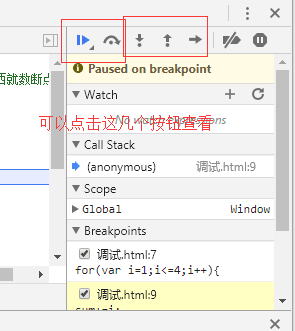 Paused on breakpoint
西就数断点
Watch
可以点击这几个按钮查看
Call Stack
(anonymous) 调试.html:9
Scope
Global Window
Breakpoints
调试.html:7
for(var i=1;i<=4;i++){
调试.html:9